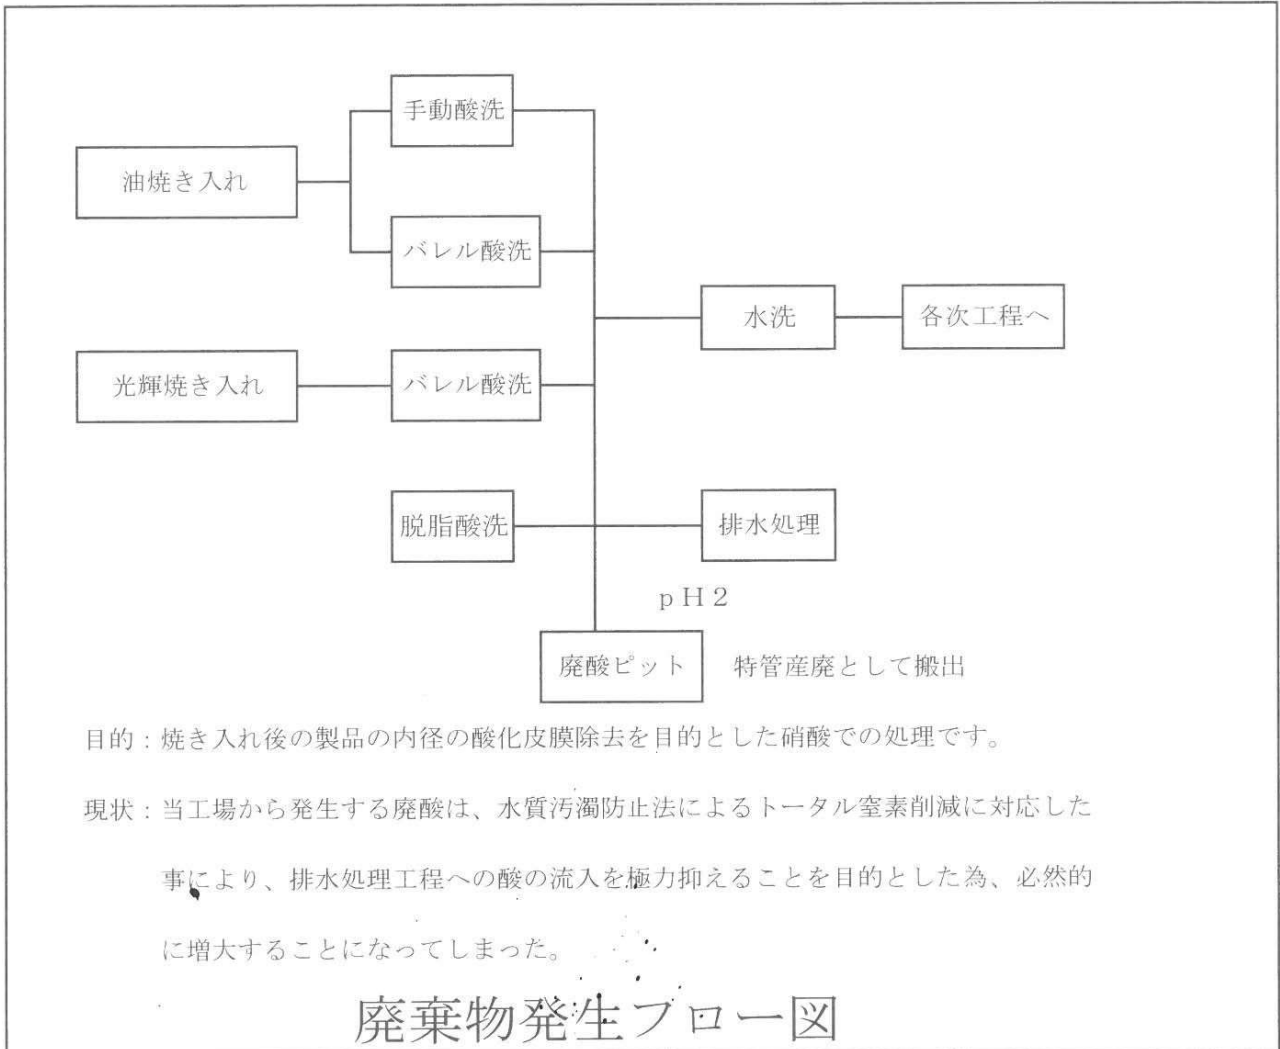 手動酸洗
油焼き入れ
バレル酸洗
水洗
各次工程へ
光輝焼き入れ
バレル酸洗
脱脂酸洗
排水処理
pH2
廃酸ピット
特管産廃として搬出
目的:焼き入れ後の製品の内径の酸化皮膜除去を目的とした硝酸での処理です。
現状:当工場から発生する廃酸は、水質汚濁防止法によるトータル窒素削減に対応した
事により、排水処理工程への酸の流入を極力抑えることを目的とした為、必然的
に増大することになってしまった。
廃棄物発生フロー図